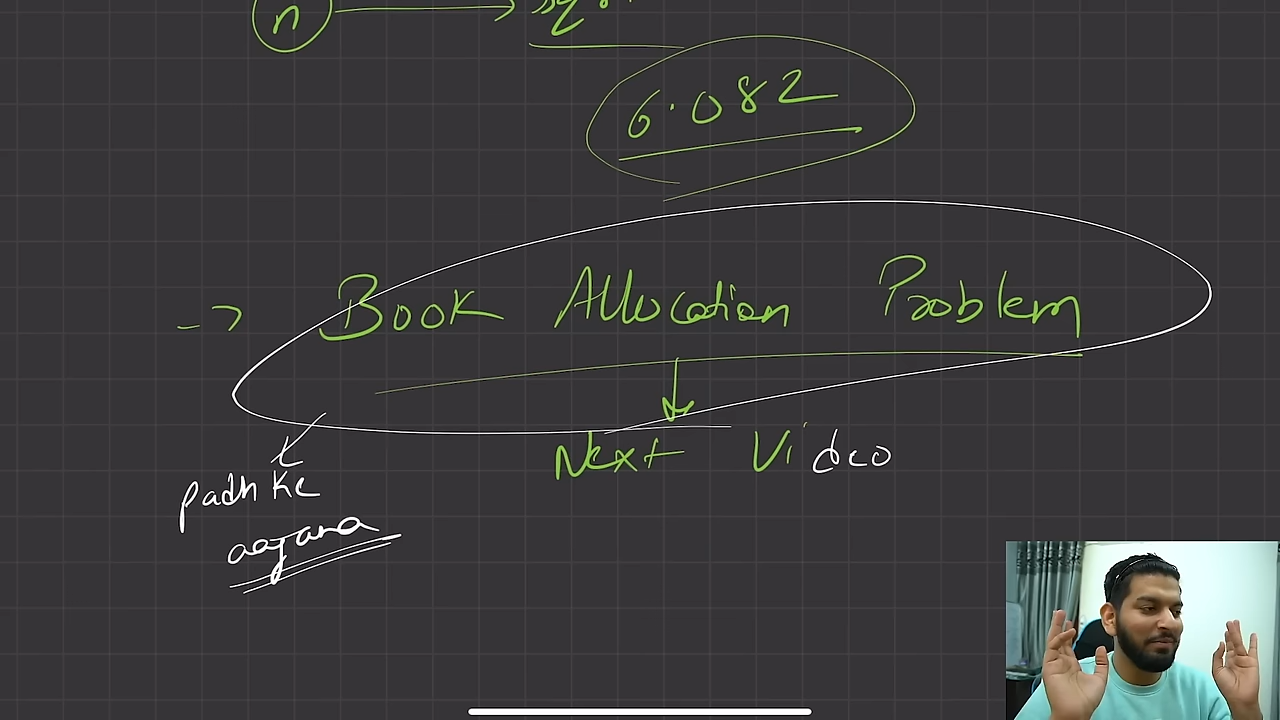 n
6.082
-> Book Allocation Problem
Next Video
padh ke
aajana